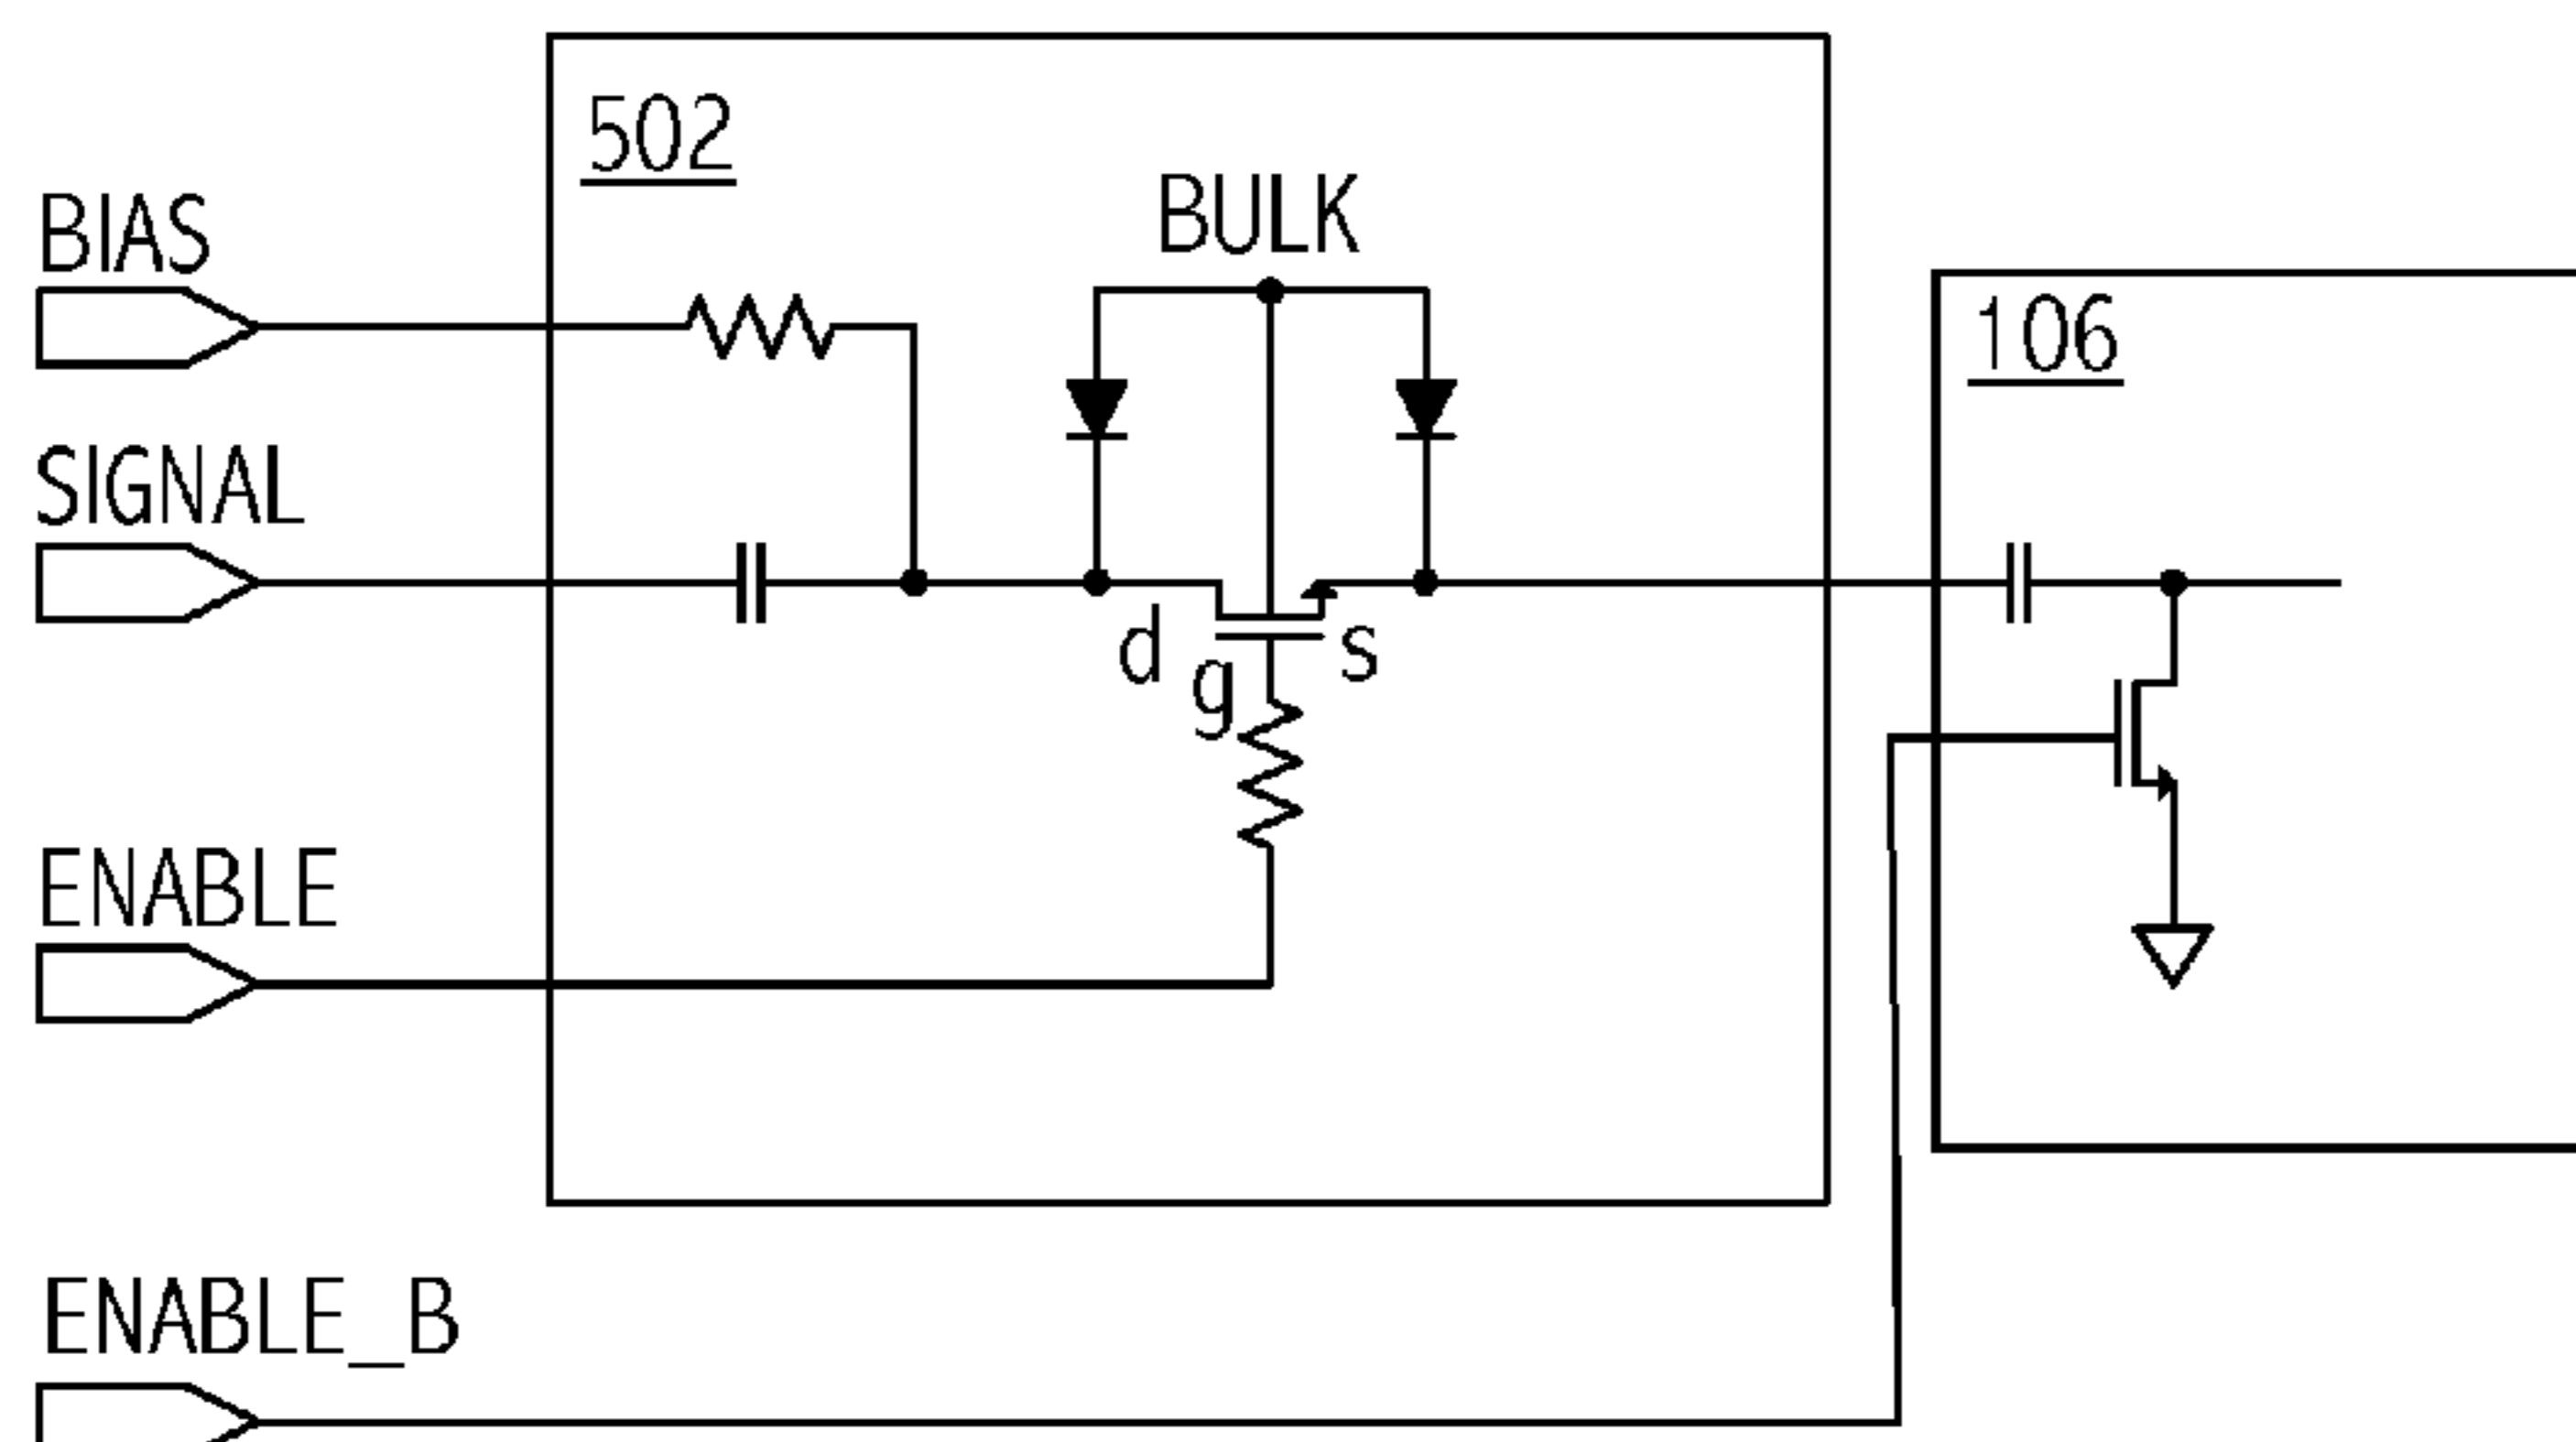 502
BULK
BIAS
106
SIGNAL
d
g
s
ENABLE
ENABLE_B